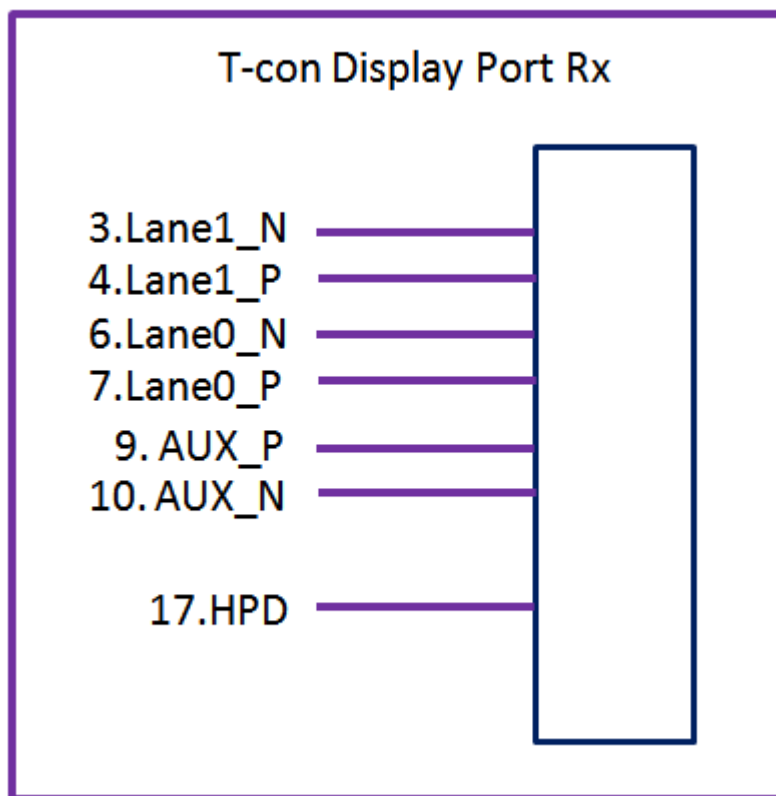 T-con Display Port Rx
3.Lane1_N
4.Lane1_P
6.Lane0_N
7.Lane0_P
9. AUX_P
10. AUX_N
17.HPD